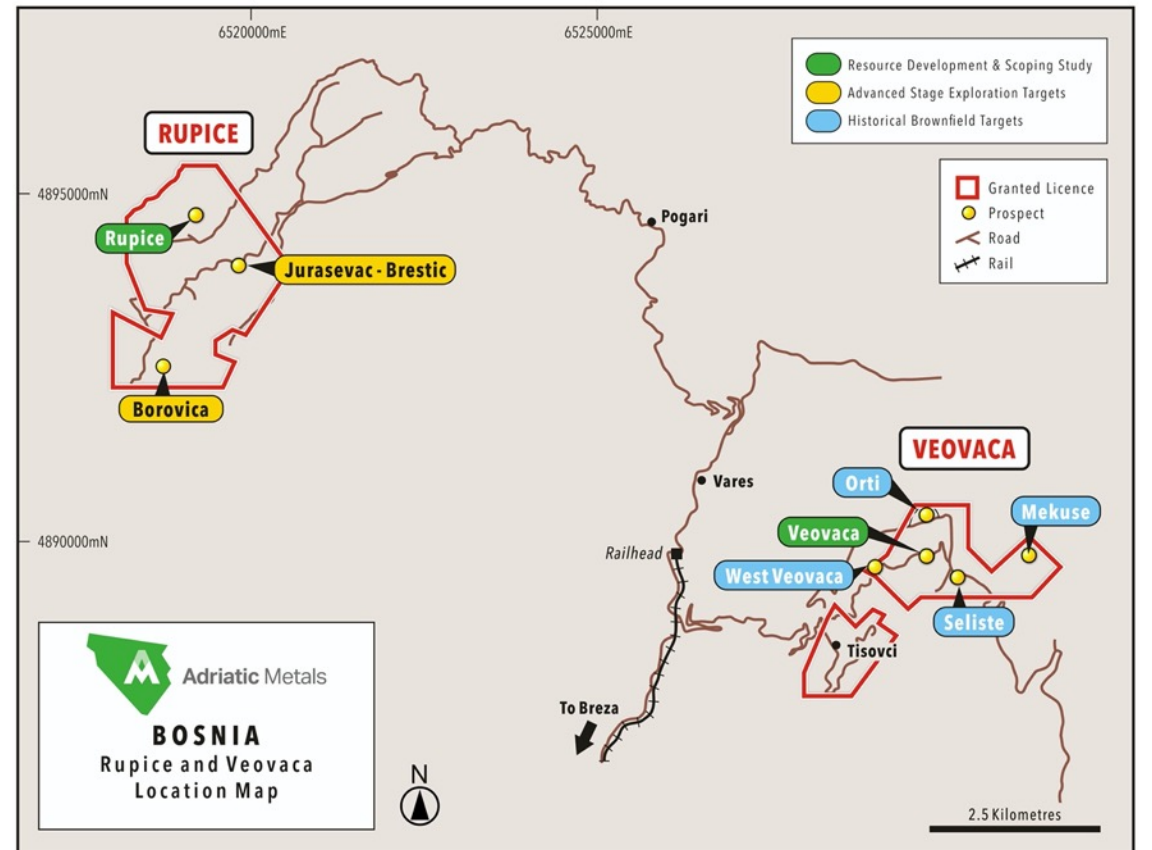 6520000mE
6525000mE
Resource Development & Scoping Study
Advanced Stage Exploration Targets
Historical Brownfield Targets
RUPICE
4895000mN
Granted Licence
Prospect
Road
Rail
Pogari
Rupice
Jurasevac - Brestic
Borovica
VEOVACA
Vares
Orti
Mekuse
Veovaca
4890000mN
Railhead
West Veovaca
Seliste
Tisovci
Adriatic Metals
To Breza
BOSNIA
Rupice and Veovaca
Location Map
N
2.5 Kilometres